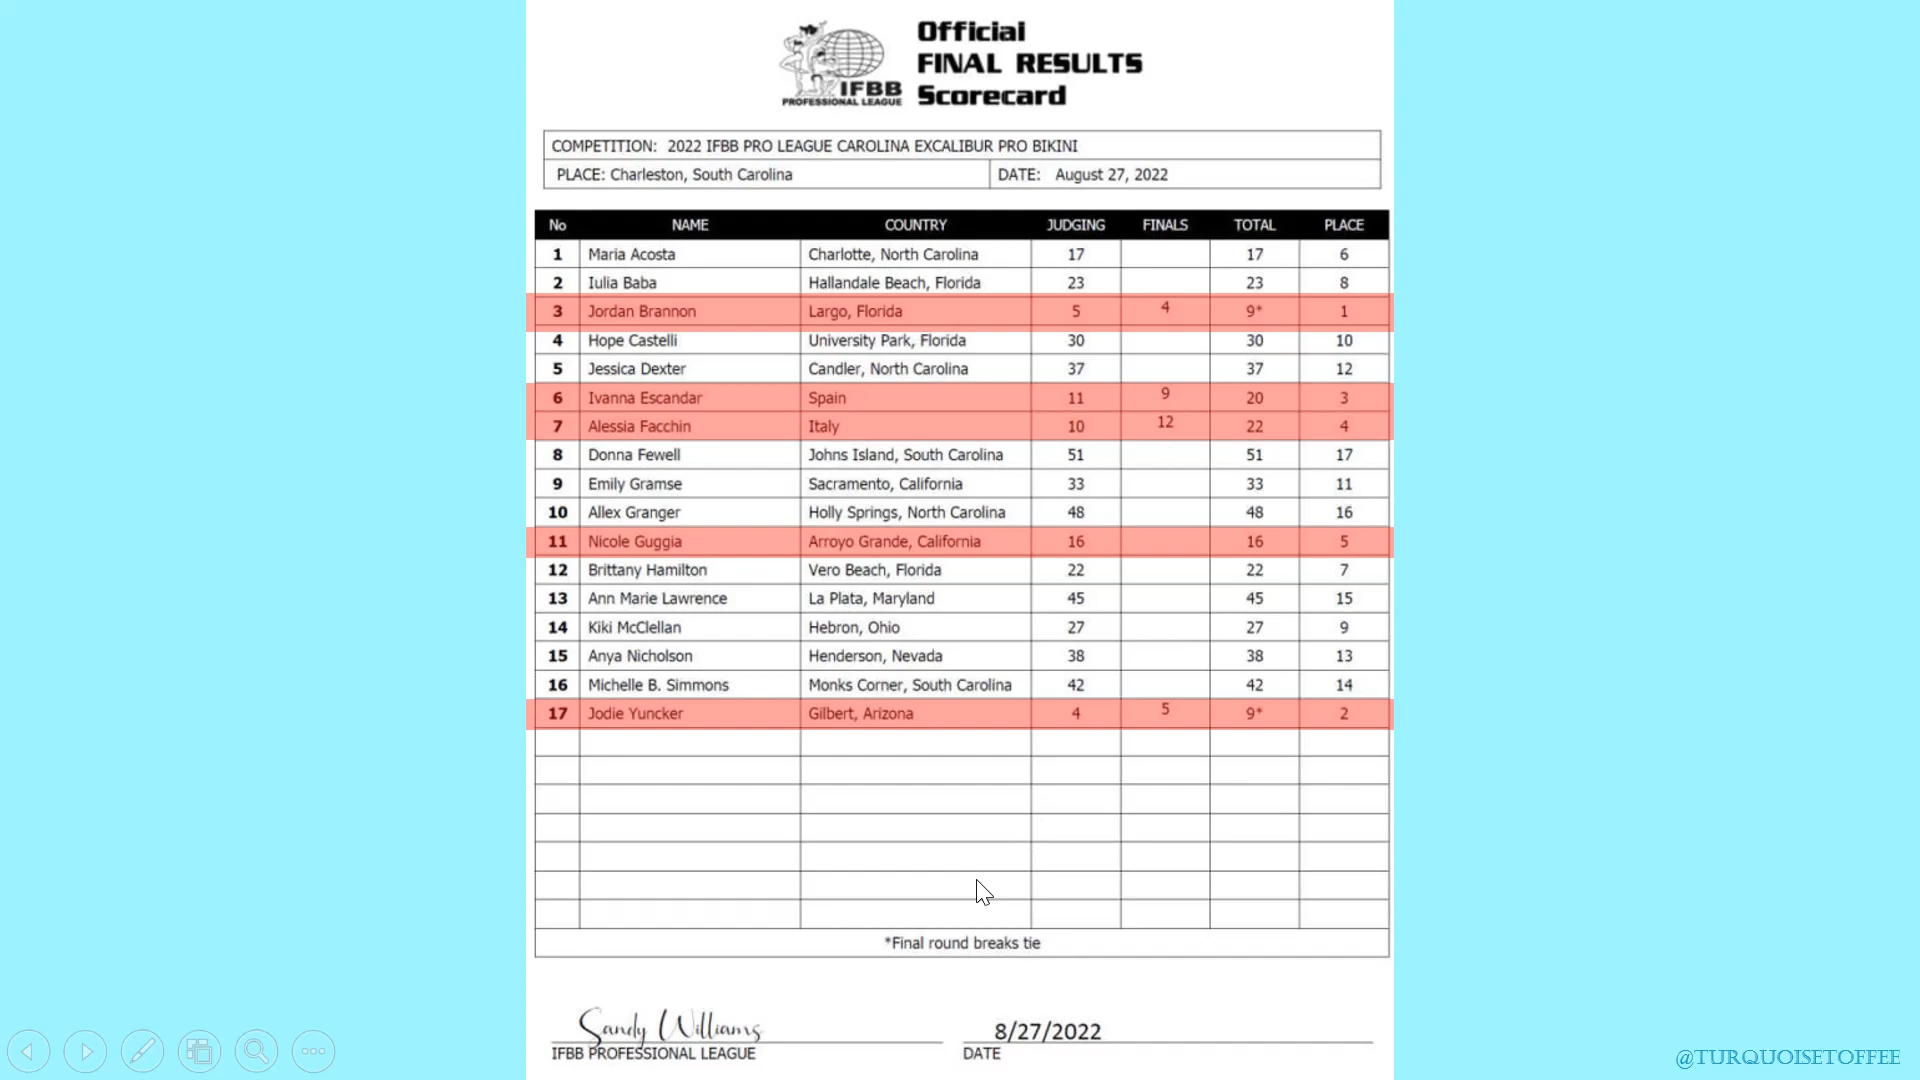 Official
FINAL RESULTS
Scorecard
IFBB
PROFESSIONAL LEAGUE
COMPETITION: 2022 IFBB PRO LEAGUE CAROLINA EXCALIBUR PRO BIKINI
PLACE: Charleston, South Carolina DATE: August 27, 2022
No NAME COUNTRY JUDGING FINALS TOTAL PLACE
1 Maria Acosta Charlotte, North Carolina 17 17 6
2 Iulia Baba Hallandale Beach, Florida 23 23 8
3 Jordan Brannon Largo, Florida 5 4 9* 1
4 Hope Castelli University Park, Florida 30 30 10
5 Jessica Dexter Candler, North Carolina 37 37 12
6 Ivanna Escandar Spain 11 9 20 3
7 Alessia Facchin Italy 10 12 22 4
8 Donna Fewell Johns Island, South Carolina 51 51 17
9 Emily Gramse Sacramento, California 33 33 11
10 Allex Granger Holly Springs, North Carolina 48 48 16
11 Nicole Guggia Arroyo Grande, California 16 16 5
12 Brittany Hamilton Vero Beach, Florida 22 22 7
13 Ann Marie Lawrence La Plata, Maryland 45 45 15
14 Kiki McClellan Hebron, Ohio 27 27 9
15 Anya Nicholson Henderson, Nevada 38 38 13
16 Michelle B. Simmons Monks Corner, South Carolina 42 42 14
17 Jodie Yuncker Gilbert, Arizona 4 5 9* 2
*Final round breaks tie
Sandy Williams 8/27/2022
IFBB PROFESSIONAL LEAGUE DATE
@TURQUOISETOFFEE